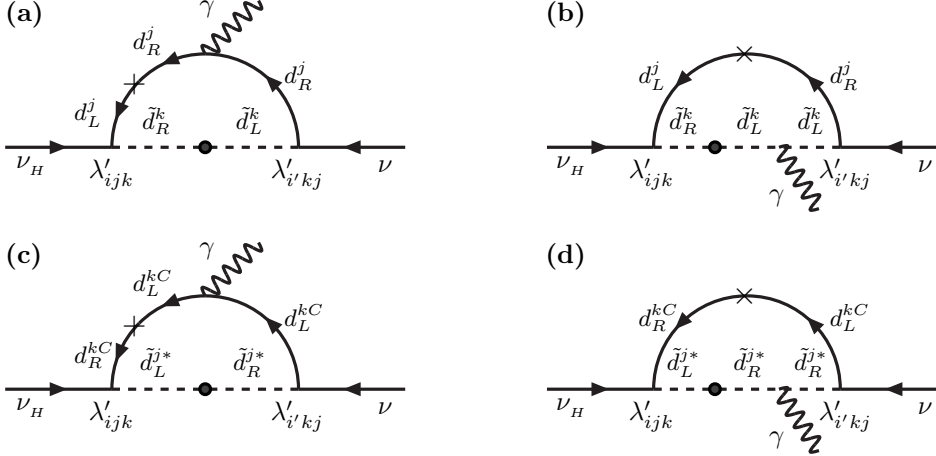 (a) γ (b)
d_R^j d_R^j d_L^j d_R^j
d_L^j d̃_R^k d̃_L^k d̃_R^k d̃_L^k d̃_L^k
ν_H λ′_{ijk} λ′_{i′kj} ν ν_H λ′_{ijk} γ λ′_{i′kj} ν
(c) γ (d)
d_L^{kC} d_L^{kC} d_R^{kC} d_L^{kC}
d_R^{kC} d̃_L^{j*} d̃_R^{j*} d̃_L^{j*} d̃_R^{j*} d̃_R^{j*}
ν_H λ′_{ijk} λ′_{i′kj} ν ν_H λ′_{ijk} γ λ′_{i′kj} ν